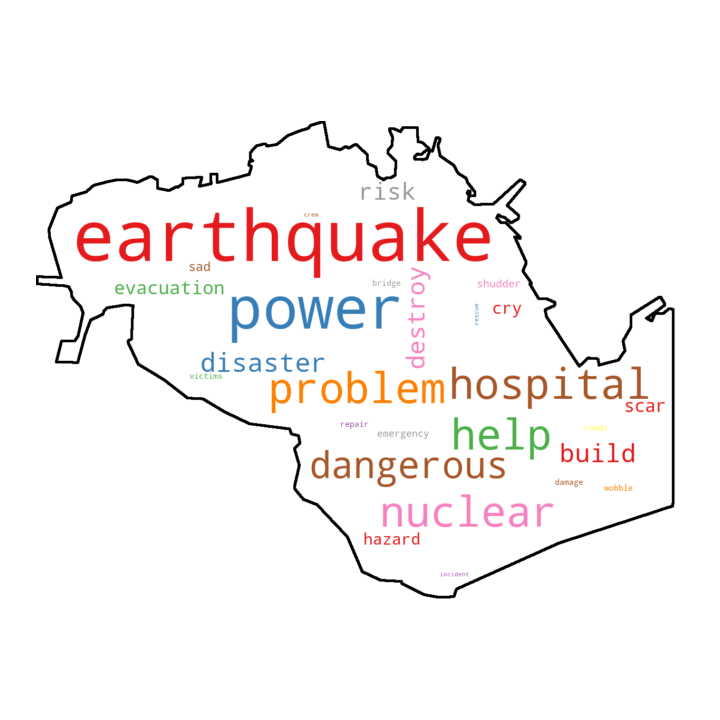 risk
crew
earthquake
sad
bridge
destroy
shudder
evacuation
power
rescue
cry
disaster
victims
problem
hospital
scar
repair
emergency
help
roads
build
dangerous
damage
wobble
nuclear
hazard
incident